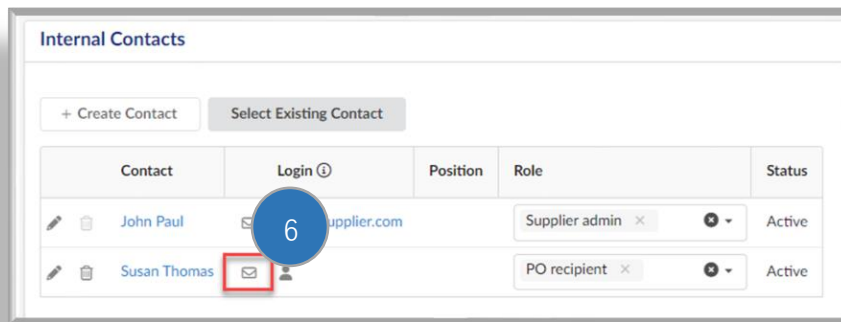 Internal Contacts
+ Create Contact Select Existing Contact
Contact Login Position Role Status
John Paul upplier.com Supplier admin × Active
6
Susan Thomas PO recipient × Active